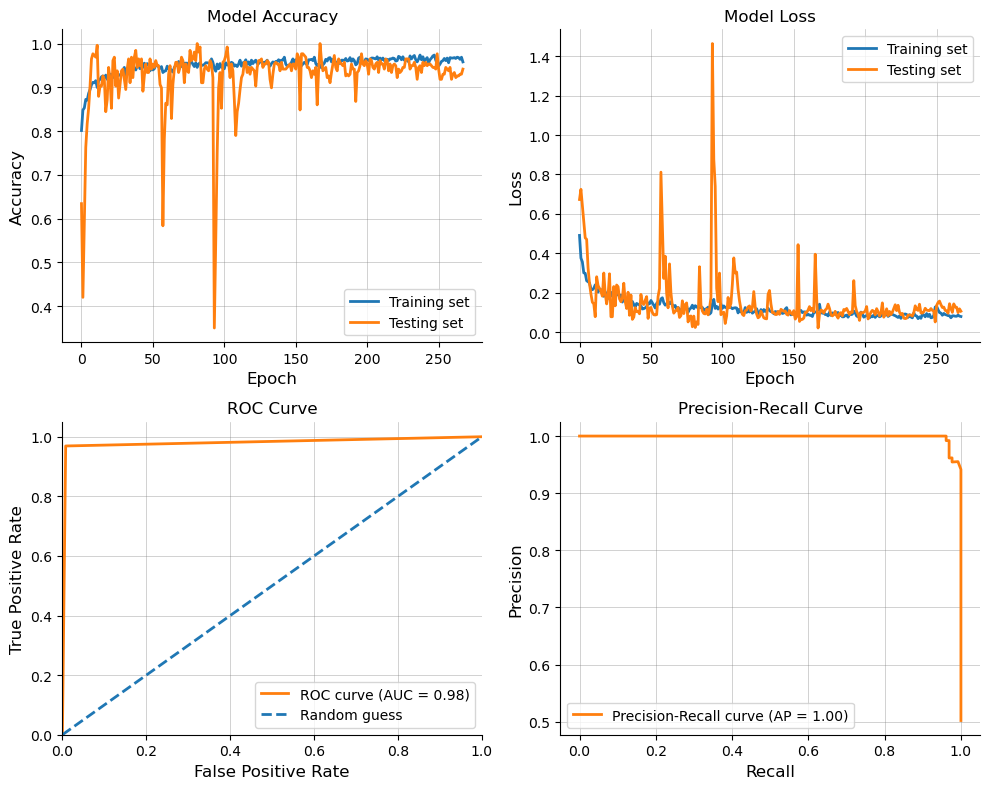 Model Accuracy
1.0
0.9
0.8
0.7
0.6
0.5
0.4
Accuracy
Training set
Testing set
0
50
100
150
200
250
Epoch
Model Loss
1.4
1.2
1.0
0.8
0.6
0.4
0.2
0.0
Loss
Training set
Testing set
0
50
100
150
200
250
Epoch
ROC Curve
1.0
0.8
0.6
0.4
0.2
0.0
True Positive Rate
ROC curve (AUC = 0.98)
Random guess
0.0
0.2
0.4
0.6
0.8
1.0
False Positive Rate
Precision-Recall Curve
1.0
0.9
0.8
0.7
0.6
0.5
Precision
Precision-Recall curve (AP = 1.00)
0.0
0.2
0.4
0.6
0.8
1.0
Recall